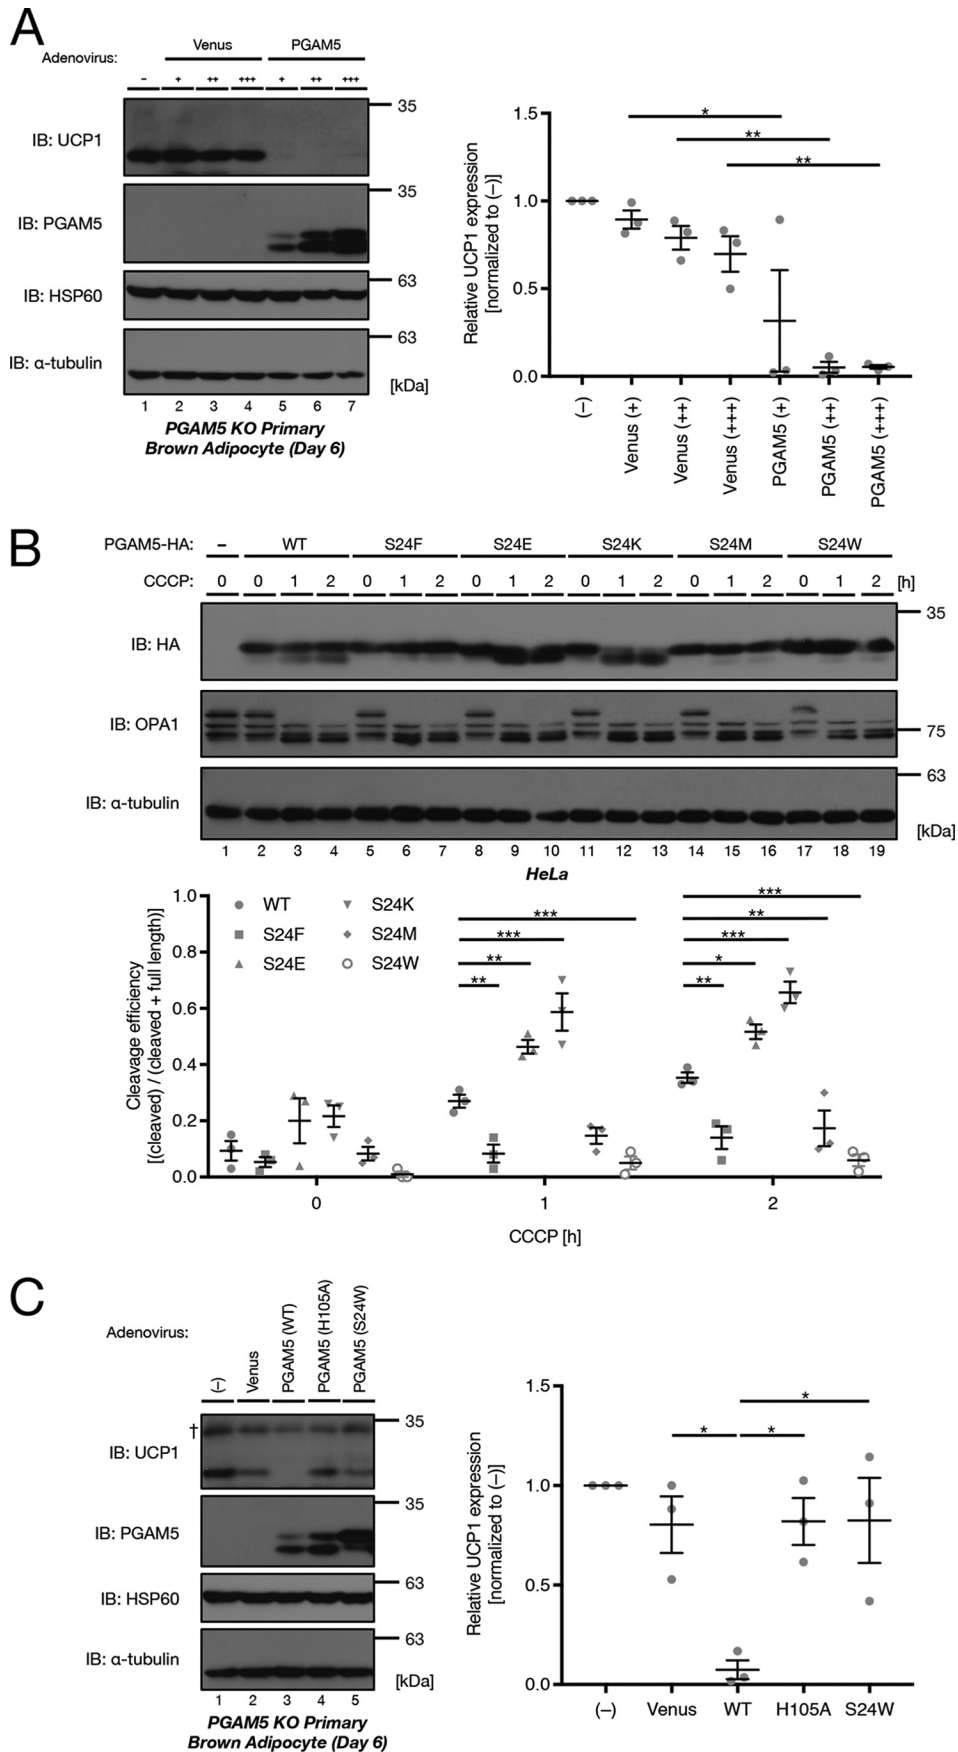 A
Adenovirus:
Venus
PGAM5
– + ++ +++ + ++ +++
IB: UCP1
35
IB: PGAM5
35
IB: HSP60
63
IB: α-tubulin
63
[kDa]
1 2 3 4 5 6 7
PGAM5 KO Primary
Brown Adipocyte (Day 6)
Relative UCP1 expression
[normalized to (–)]
1.5
1.0
0.5
0.0
*
**
**
(–)
Venus (+)
Venus (++)
Venus (+++)
PGAM5 (+)
PGAM5 (++)
PGAM5 (+++)
B
PGAM5-HA: – WT S24F S24E S24K S24M S24W
CCCP: 0 0 1 2 0 1 2 0 1 2 0 1 2 0 1 2 0 1 2 [h]
IB: HA
35
IB: OPA1
75
IB: α-tubulin
63
[kDa]
1 2 3 4 5 6 7 8 9 10 11 12 13 14 15 16 17 18 19
HeLa
Cleavage efficiency
[(cleaved) / (cleaved + full length)]
1.0
0.8
0.6
0.4
0.2
0.0
WT
S24F
S24E
S24K
S24M
S24W
***
***
**
**
***
**
***
*
**
0 1 2
CCCP [h]
C
Adenovirus:
(–)
Venus
PGAM5 (WT)
PGAM5 (H105A)
PGAM5 (S24W)
†
IB: UCP1
35
IB: PGAM5
35
IB: HSP60
63
IB: α-tubulin
63
[kDa]
1 2 3 4 5
PGAM5 KO Primary
Brown Adipocyte (Day 6)
Relative UCP1 expression
[normalized to (–)]
1.5
1.0
0.5
0.0
*
* *
(–) Venus WT H105A S24W